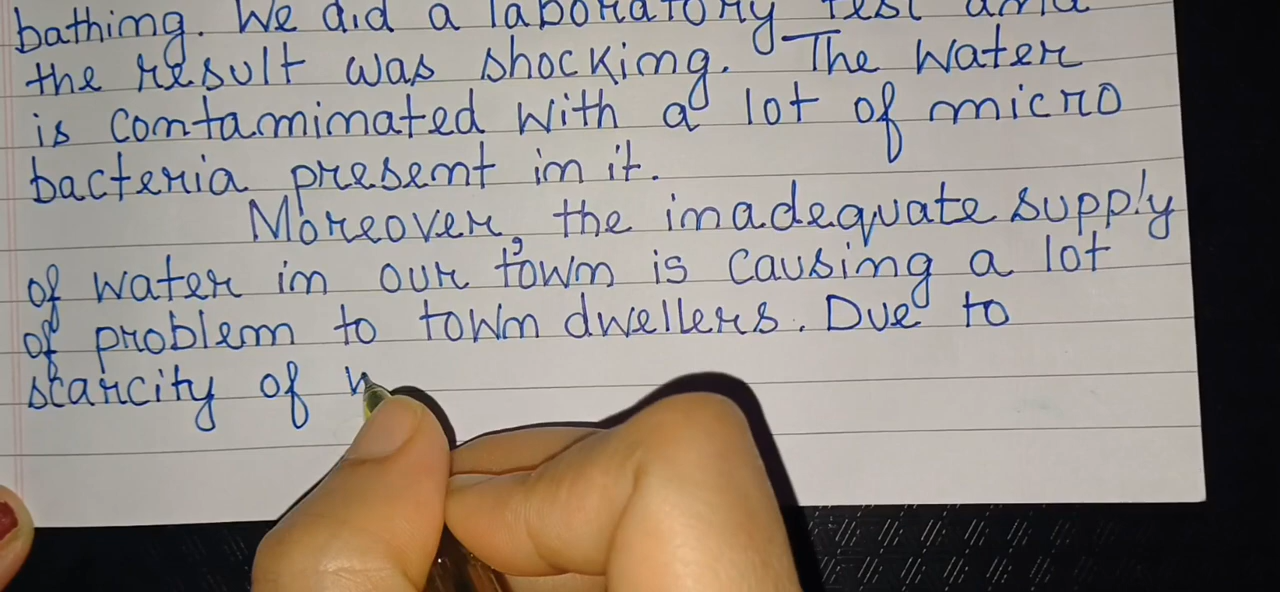 bathing. We did a laboratory test and
the result was shocking. The water
is contaminated with a lot of micro
bacteria present in it.
Moreover, the inadequate supply
of water in our town is causing a lot
of problem to town dwellers. Due to
starcity of